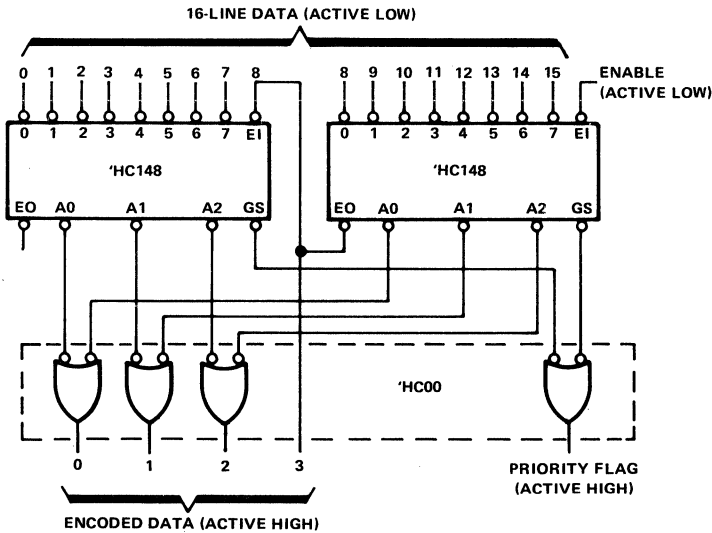 16-LINE DATA (ACTIVE LOW)
0 1 2 3 4 5 6 7 8 8 9 10 11 12 13 14 15 ENABLE
(ACTIVE LOW)
0 1 2 3 4 5 6 7 EI 0 1 2 3 4 5 6 7 EI
'HC148 'HC148
EO A0 A1 A2 GS EO A0 A1 A2 GS
'HC00
0 1 2 3 PRIORITY FLAG
(ACTIVE HIGH)
ENCODED DATA (ACTIVE HIGH)